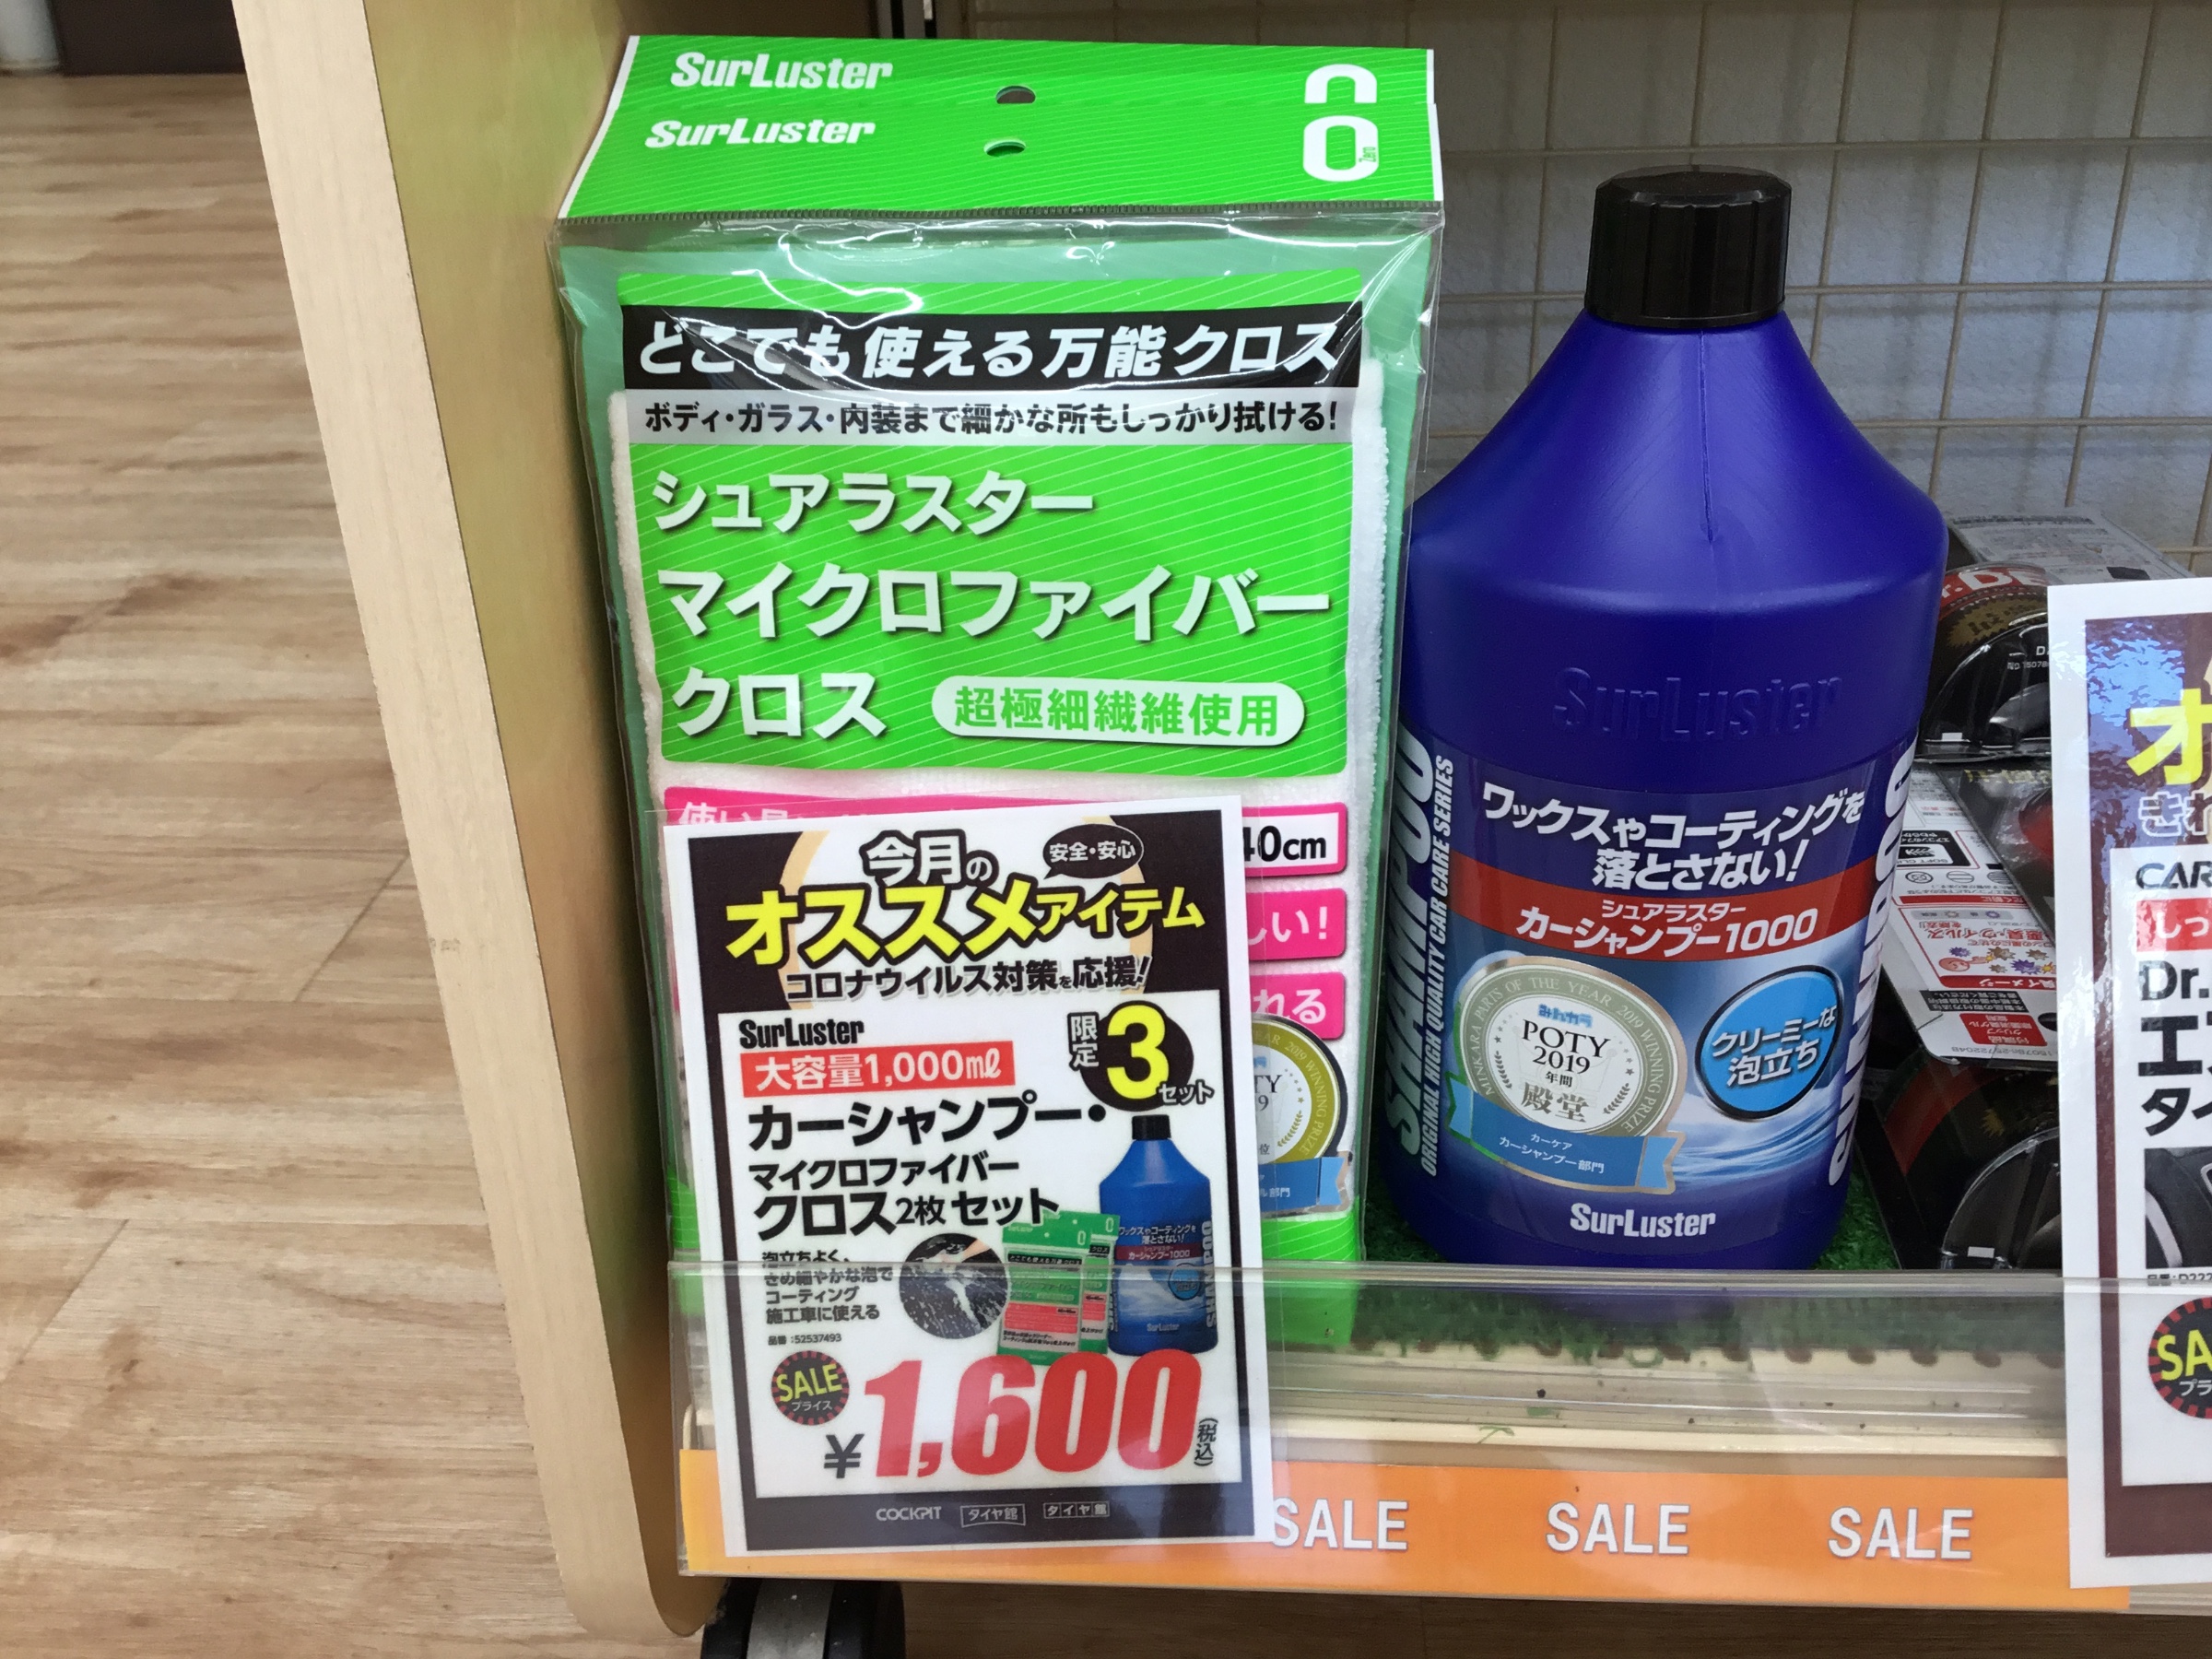 SurLuster
SurLuster
0
どこでも使える万能クロス
ボディ・ガラス・内装まで細かな所もしっかり拭ける!
シュアラスター
マイクロファイバー
クロス
超極細繊維使用
40cm
しい!
れる
今月の
安全・安心
オススメアイテム
コロナウイルス対策を応援!
SurLuster
限定3セット
大容量1,000mℓ
カーシャンプー・
マイクロファイバー
クロス2枚セット
泡立ちよく、
きめ細やかな泡で
コーティング
施工車に使える
品番:52537493
SALE
プライス
¥1,600(税込)
COCKPIT タイヤ館 タイヤ館
SurLuster
ワックスやコーティングを
落とさない!
シュアラスター
カーシャンプー1000
MINKARA PARTS OF THE YEAR 2019 WINNING PRIZE
みんカラ
POTY
2019
年間
殿堂
カーケア
カーシャンプー部門
クリーミーな
泡立ち
SurLuster
SHAMPOO
ORIGINAL HIGH QUALITY CAR CARE SERIES
SALE SALE SALE
CAR
Dr.